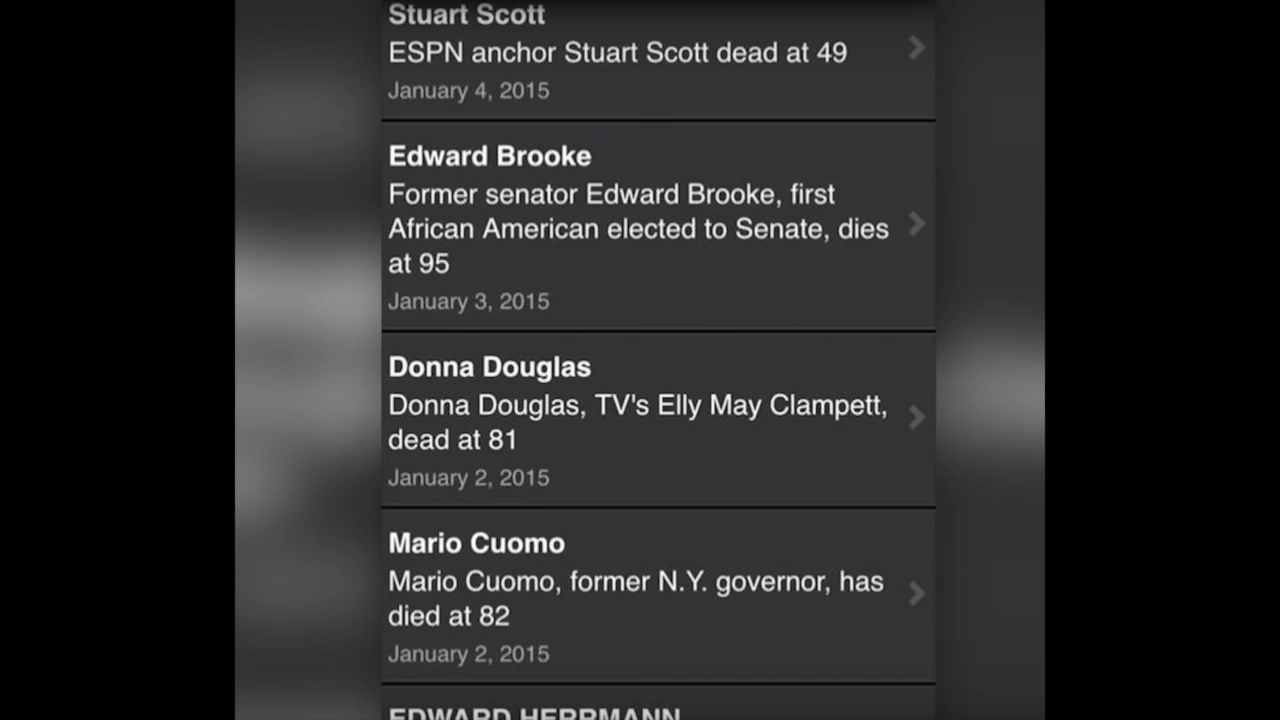 Stuart Scott
ESPN anchor Stuart Scott dead at 49
January 4, 2015
Edward Brooke
Former senator Edward Brooke, first
African American elected to Senate, dies
at 95
January 3, 2015
Donna Douglas
Donna Douglas, TV's Elly May Clampett,
dead at 81
January 2, 2015
Mario Cuomo
Mario Cuomo, former N.Y. governor, has
died at 82
January 2, 2015
EDWARD HERRMANN